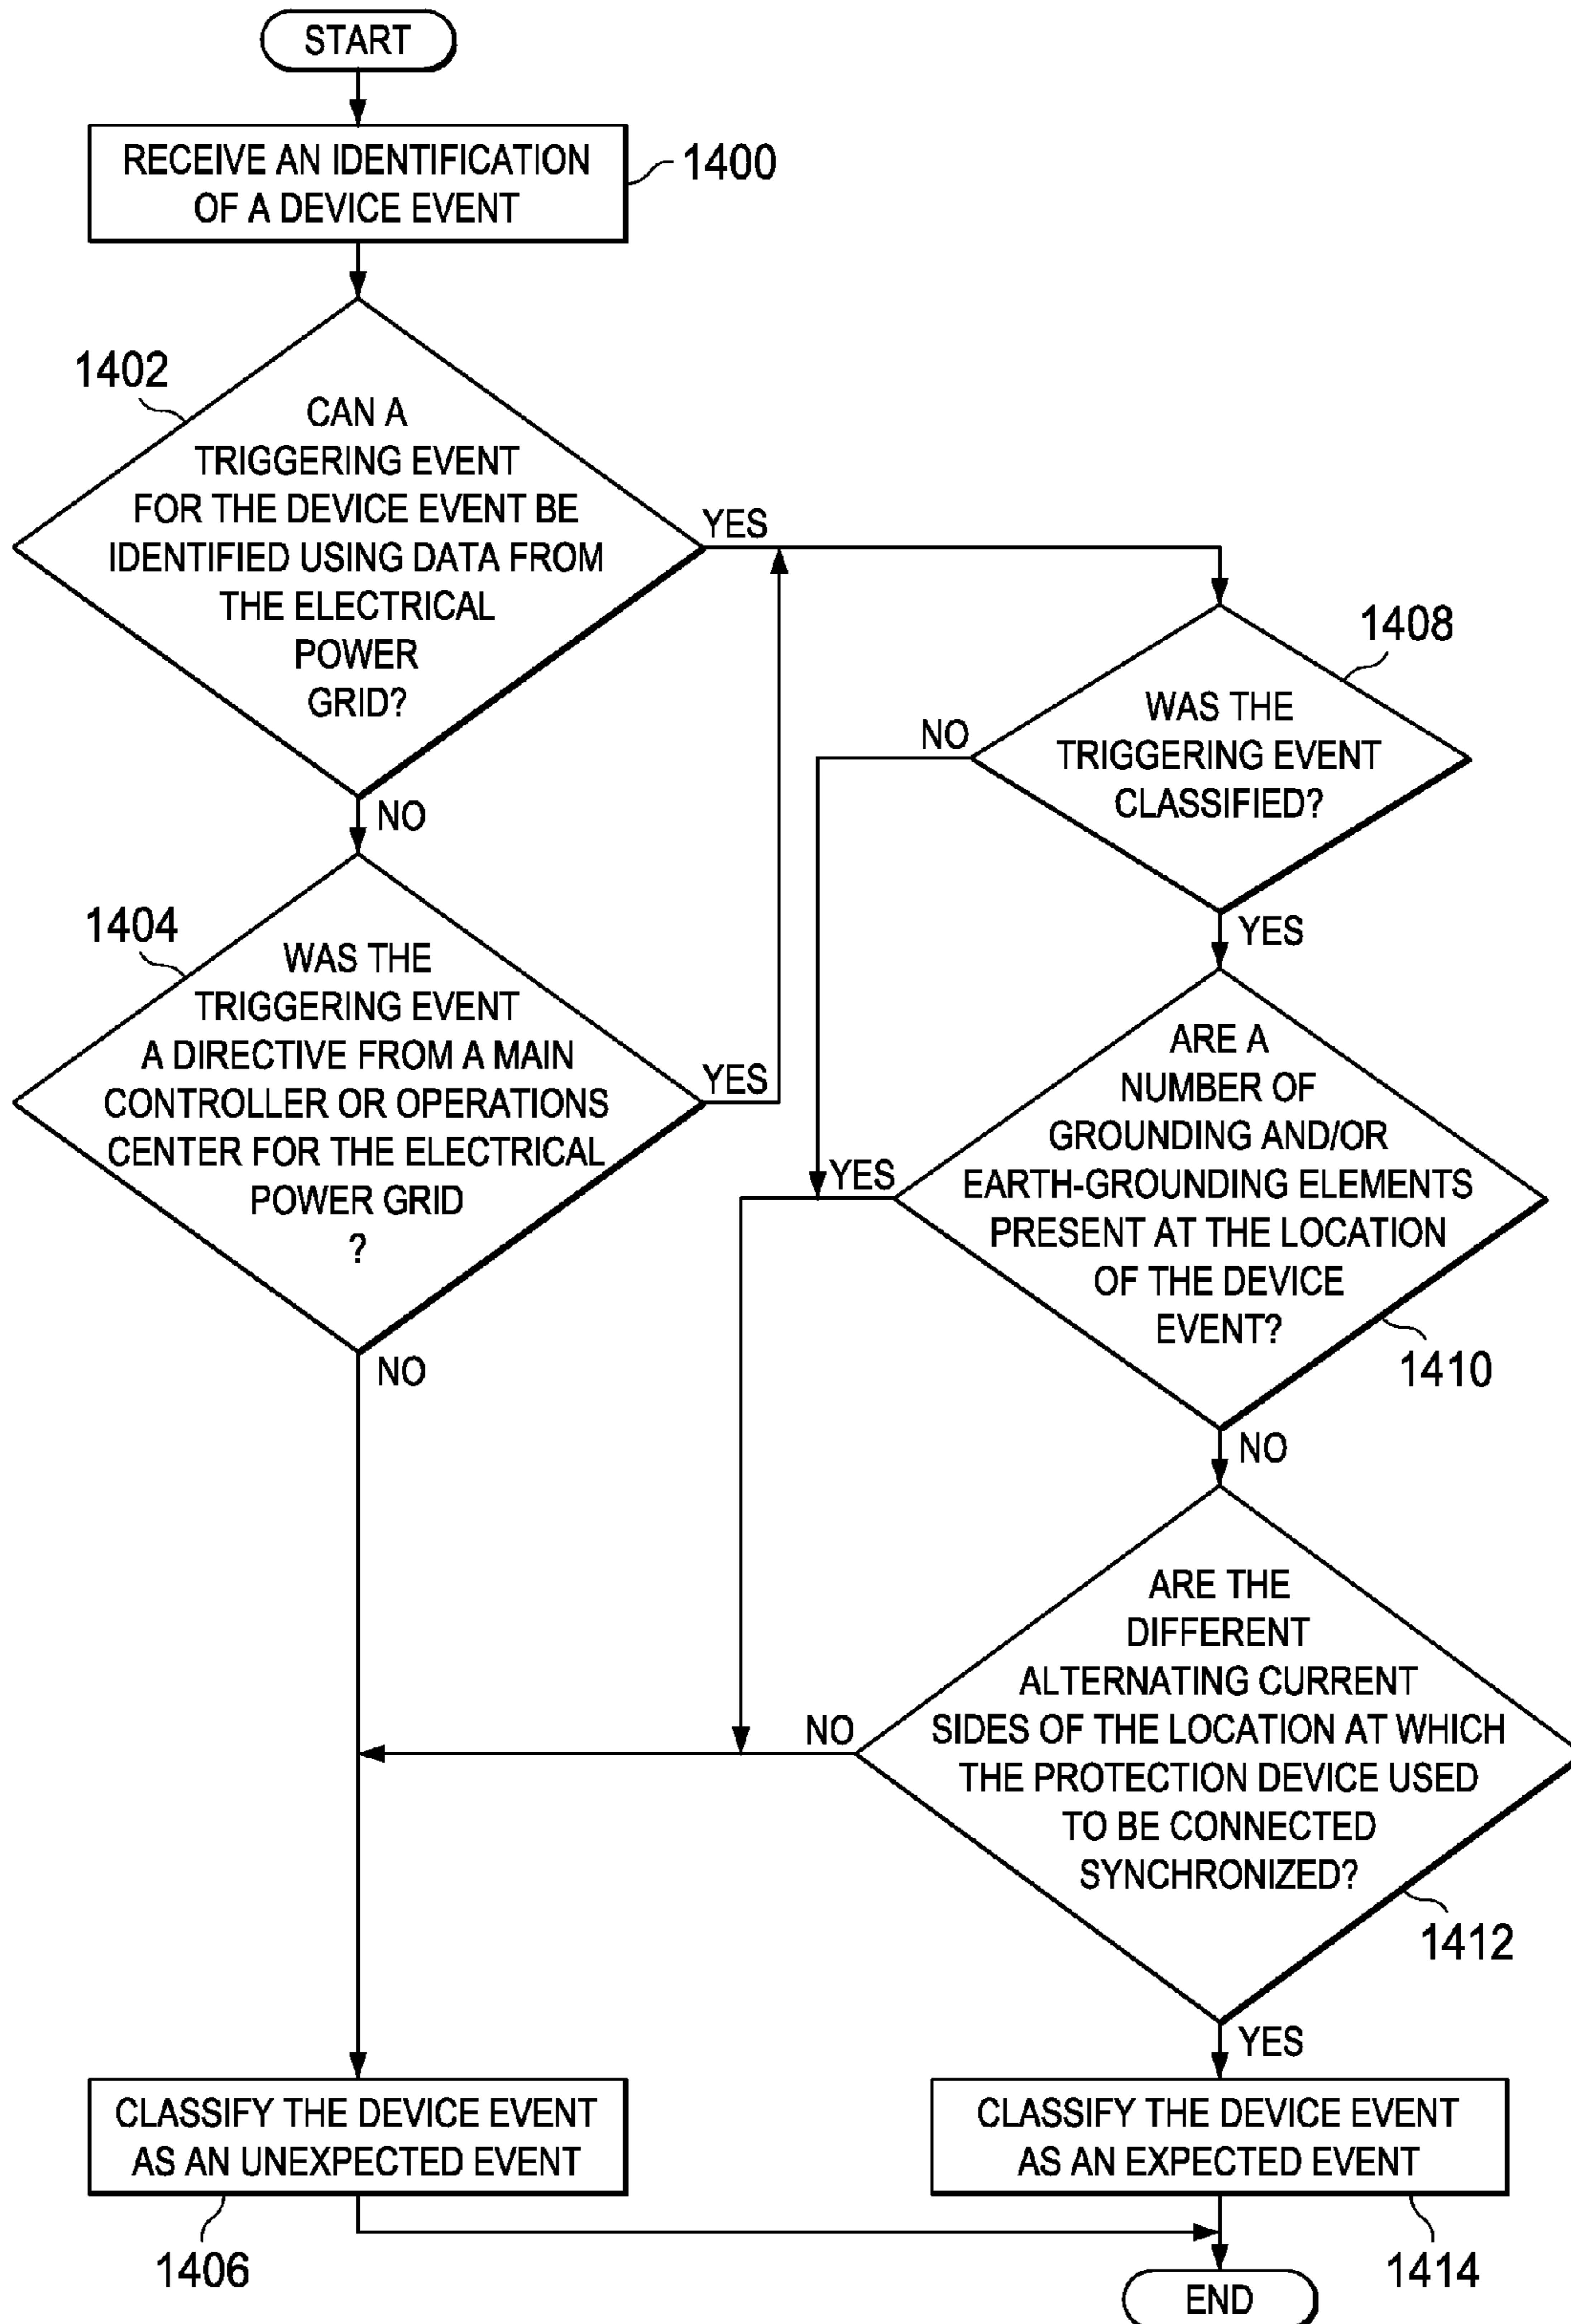 START
RECEIVE AN IDENTIFICATION
OF A DEVICE EVENT
1400
1402
CAN A
TRIGGERING EVENT
FOR THE DEVICE EVENT BE
IDENTIFIED USING DATA FROM
THE ELECTRICAL
POWER
GRID?
YES
NO
1404
WAS THE
TRIGGERING EVENT
A DIRECTIVE FROM A MAIN
CONTROLLER OR OPERATIONS
CENTER FOR THE ELECTRICAL
POWER GRID
?
YES
NO
1408
WAS THE
TRIGGERING EVENT
CLASSIFIED?
NO
YES
ARE A
NUMBER OF
GROUNDING AND/OR
EARTH-GROUNDING ELEMENTS
PRESENT AT THE LOCATION
OF THE DEVICE
EVENT?
YES
1410
NO
ARE THE
DIFFERENT
ALTERNATING CURRENT
SIDES OF THE LOCATION AT WHICH
THE PROTECTION DEVICE USED
TO BE CONNECTED
SYNCHRONIZED?
NO
1412
YES
CLASSIFY THE DEVICE EVENT
AS AN UNEXPECTED EVENT
1406
CLASSIFY THE DEVICE EVENT
AS AN EXPECTED EVENT
1414
END